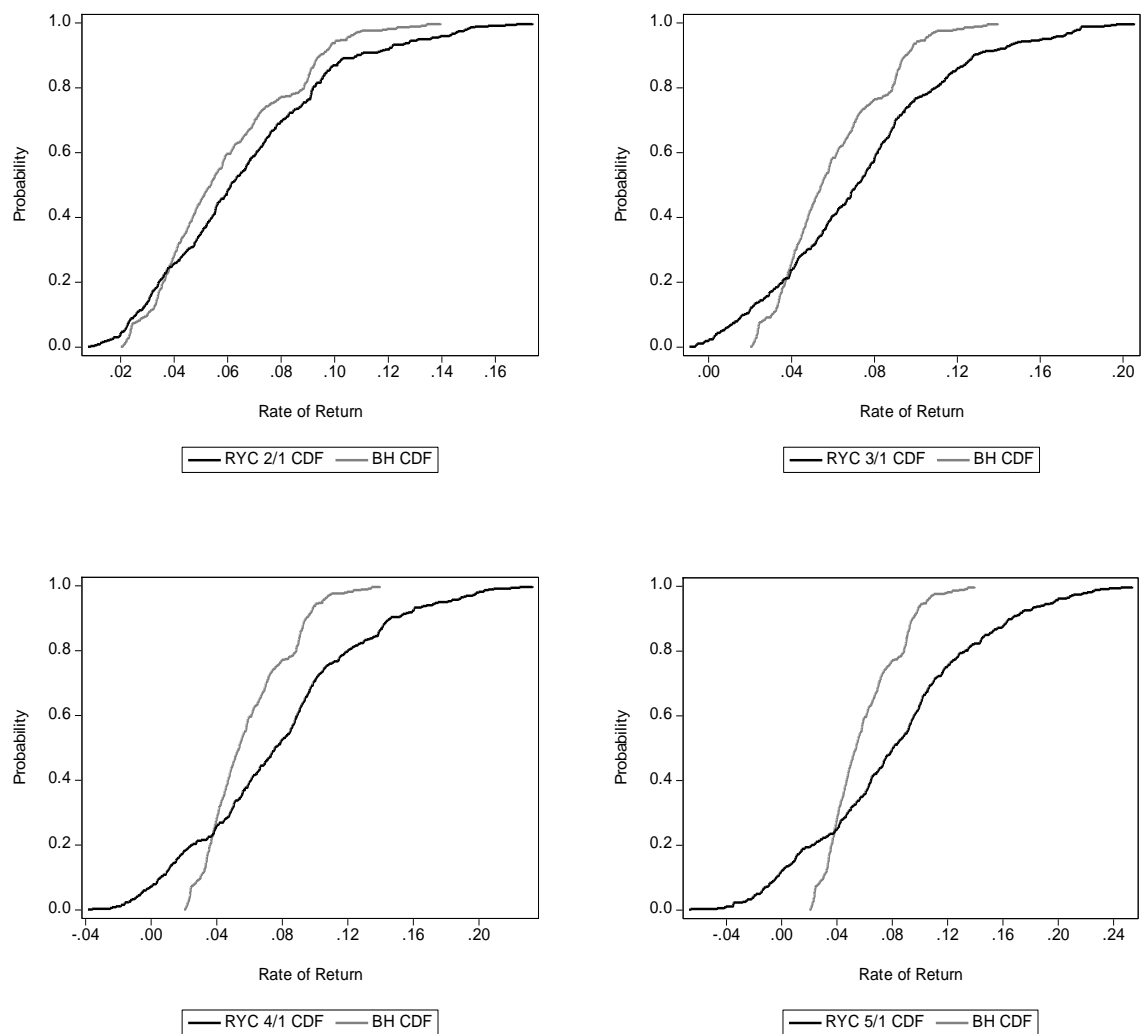 1.0
0.8
0.6
0.4
0.2
0.0
Probability
.02 .04 .06 .08 .10 .12 .14 .16
Rate of Return
RYC 2/1 CDF BH CDF
1.0
0.8
0.6
0.4
0.2
0.0
Probability
.00 .04 .08 .12 .16 .20
Rate of Return
RYC 3/1 CDF BH CDF
1.0
0.8
0.6
0.4
0.2
0.0
Probability
-.04 .00 .04 .08 .12 .16 .20
Rate of Return
RYC 4/1 CDF BH CDF
1.0
0.8
0.6
0.4
0.2
0.0
Probability
-.04 .00 .04 .08 .12 .16 .20 .24
Rate of Return
RYC 5/1 CDF BH CDF